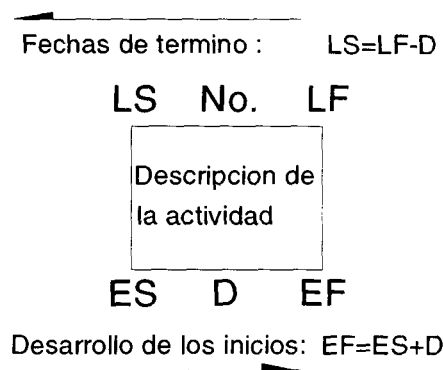 Fechas de termino : LS=LF-D
LS No. LF
Descripcion de
la actividad
ES D EF
Desarrollo de los inicios: EF=ES+D